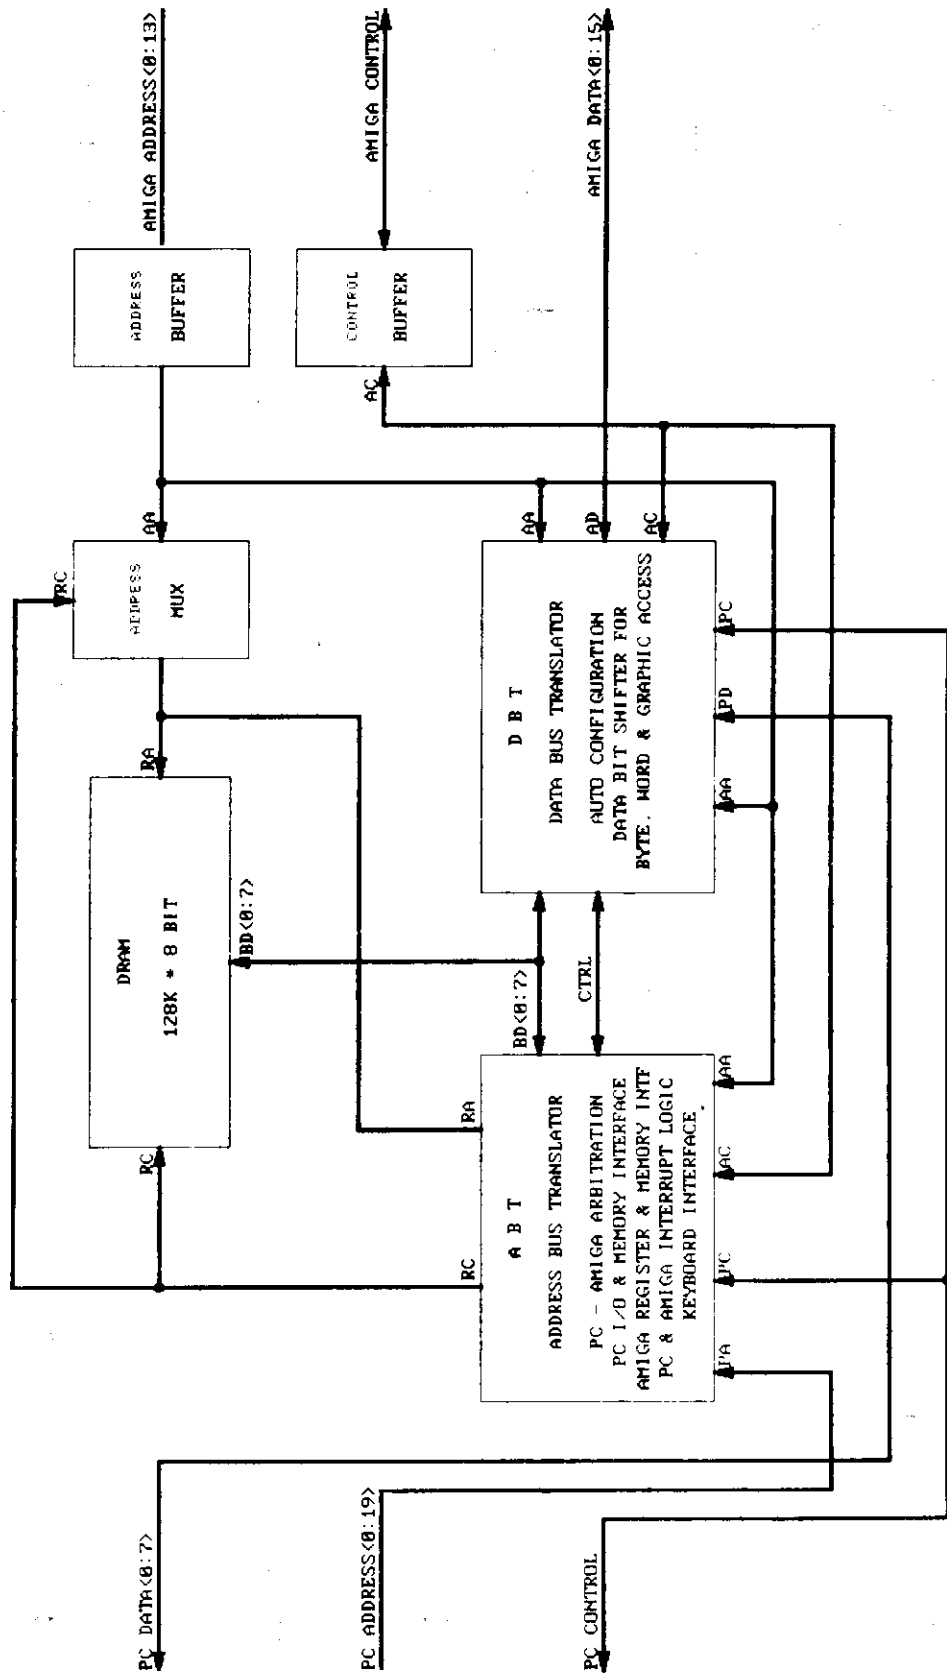 PC DATA<0:7>
PC ADDRESS<0:19>
PC CONTROL
AMIGA ADDRESS<0:13>
AMIGA CONTROL
AMIGA DATA<0:15>
ADDRESS
BUFFER
CONTROL
BUFFER
AC
RC
AA
ADDRESS
MUX
RA
DRAM
128K * 8 BIT
RC
BD<0:7>
RC
RA
BD<0:7>
CTRL
A B T
ADDRESS BUS TRANSLATOR
PC - AMIGA ARBITRATION
PC I/O & MEMORY INTERFACE
AMIGA REGISTER & MEMORY INTF
PC & AMIGA INTERRUPT LOGIC
KEYBOARD INTERFACE
PA
PC
AC
AA
D B T
DATA BUS TRANSLATOR
AUTO CONFIGURATION
DATA BIT SHIFTER FOR
BYTE, WORD & GRAPHIC ACCESS
AA
AD
AC
AA
PD
PC